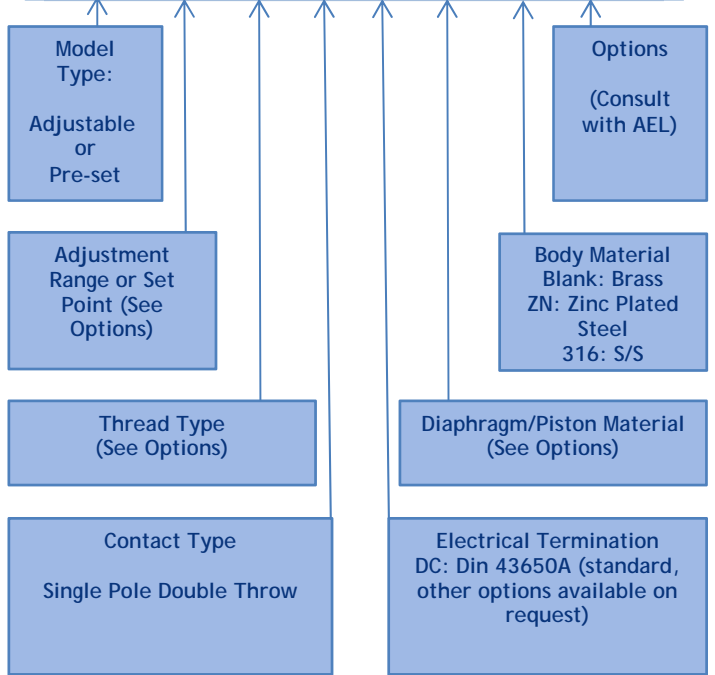 Model
Type:
Adjustable
or
Pre-set
Options
(Consult
with AEL)
Adjustment
Range or Set
Point (See
Options)
Body Material
Blank: Brass
ZN: Zinc Plated
Steel
316: S/S
Thread Type
(See Options)
Diaphragm/Piston Material
(See Options)
Contact Type
Single Pole Double Throw
Electrical Termination
DC: Din 43650A (standard,
other options available on
request)